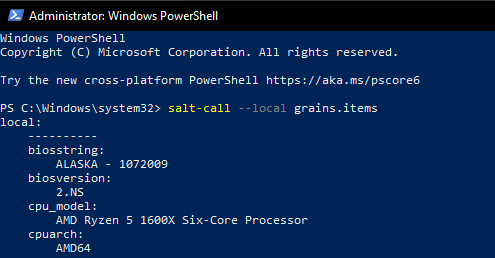 Administrator: Windows PowerShell
Windows PowerShell
Copyright (C) Microsoft Corporation. All rights reserved.
Try the new cross-platform PowerShell https://aka.ms/pscore6
PS C:\Windows\system32> salt-call --local grains.items
local:
----------
biosstring:
ALASKA - 1072009
biosversion:
2.NS
cpu_model:
AMD Ryzen 5 1600X Six-Core Processor
cpuarch:
AMD64